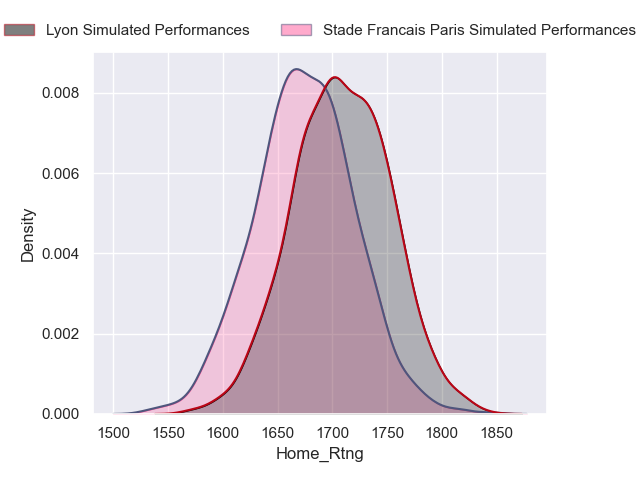 Lyon Simulated Performances
Stade Francais Paris Simulated Performances
0.008
0.006
0.004
0.002
0.000
Density
1500 1550 1600 1650 1700 1750 1800 1850
Home_Rtng